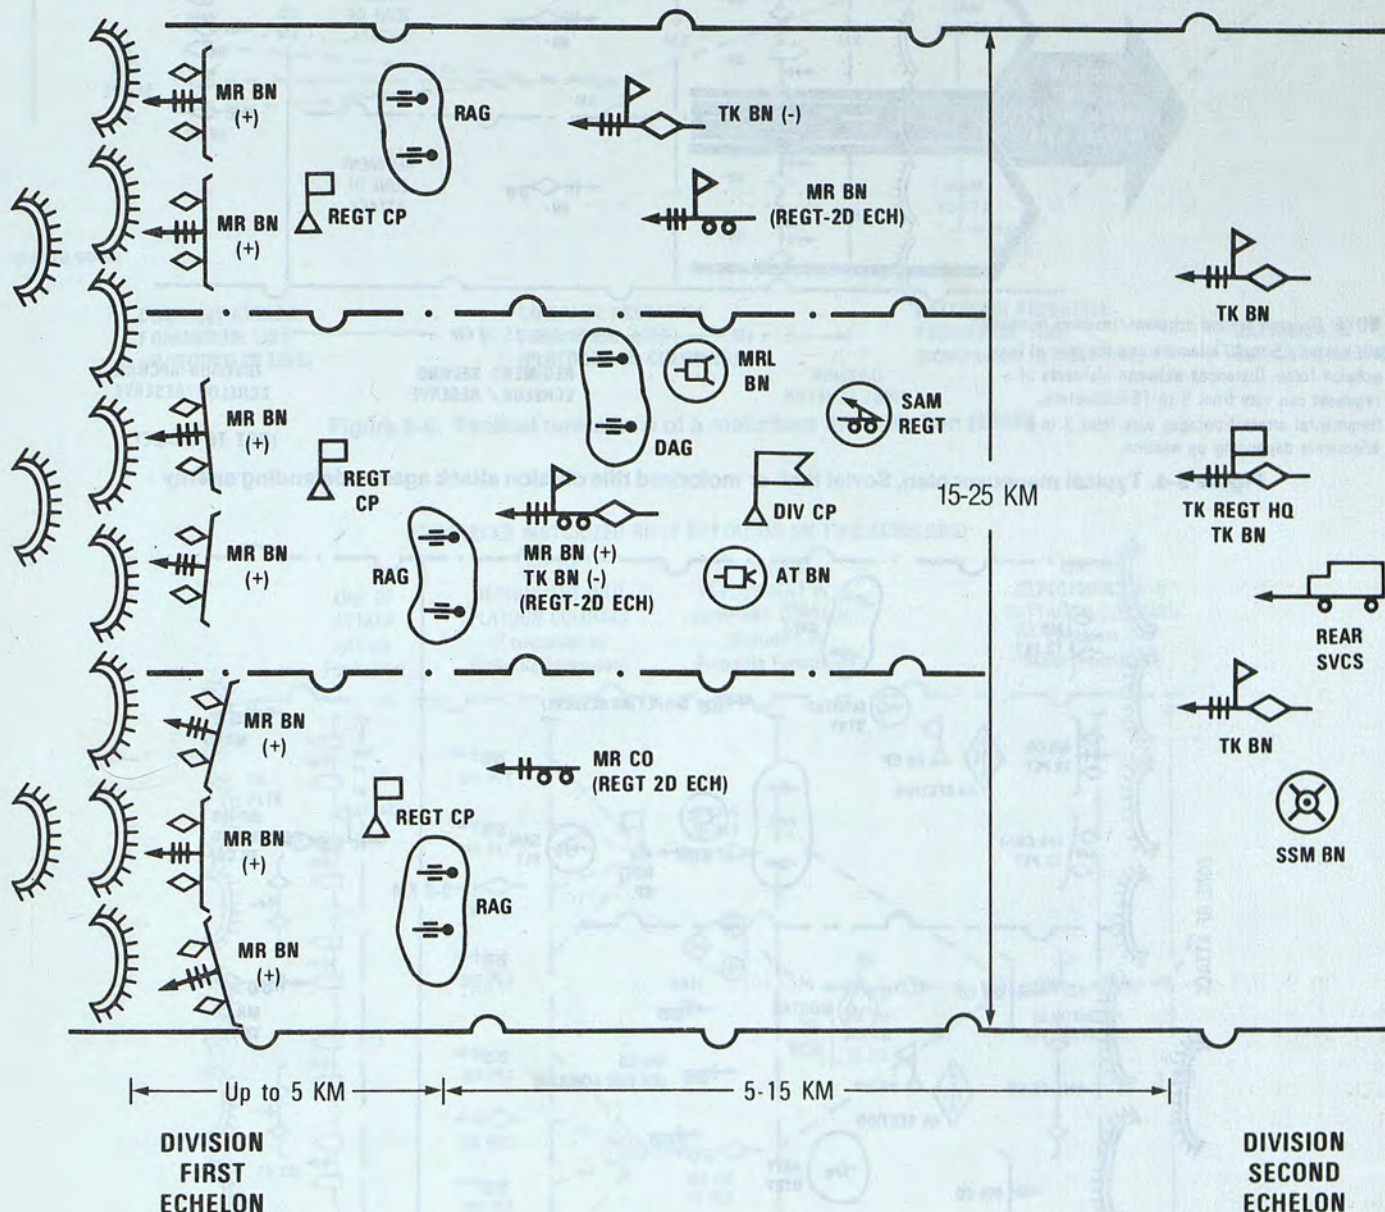 MR BN
(+)
RAG
TK BN (-)
REGT CP
MR BN
(REGT-2D ECH)
MR BN
(+)
TK BN
MR BN
(+)
MRL
BN
SAM
REGT
DAG
REGT
CP
DIV CP
15-25 KM
TK REGT HQ
TK BN
MR BN
(+)
RAG
MR BN (+)
TK BN (-)
(REGT-2D ECH)
AT BN
REAR
SVCS
MR BN
(+)
TK BN
MR CO
(REGT 2D ECH)
REGT CP
MR BN
(+)
SSM BN
RAG
MR BN
(+)
Up to 5 KM
5-15 KM
DIVISION
FIRST
ECHELON
DIVISION
SECOND
ECHELON